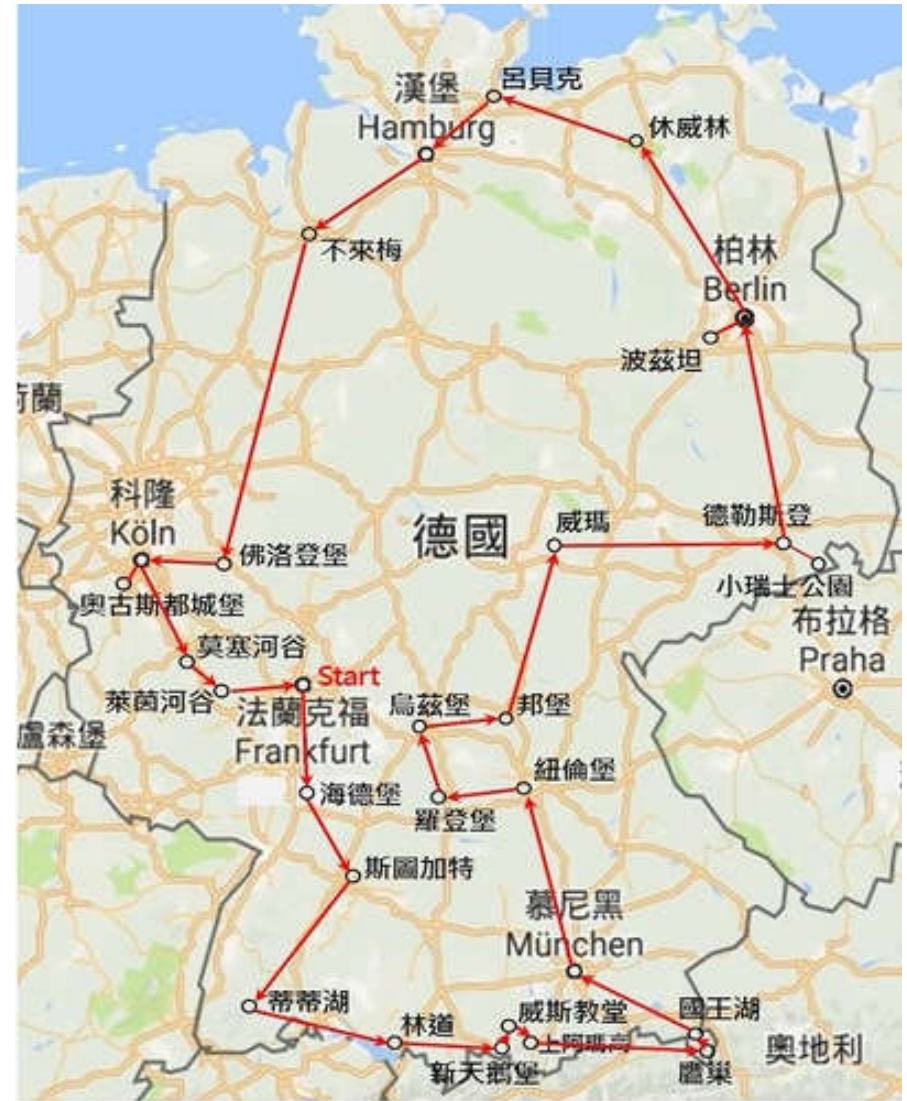 呂貝克
漢堡
Hamburg
休威林
不來梅
柏林
Berlin
波茲坦
荷蘭
科隆
Köln
德國
威瑪
德勒斯登
佛洛登堡
小瑞士公園
奧古斯都城堡
布拉格
Praha
莫塞河谷
Start
萊茵河谷
法蘭克福
Frankfurt
烏茲堡
邦堡
盧森堡
紐倫堡
海德堡
羅登堡
斯圖加特
慕尼黑
München
蒂蒂湖
林道
威斯教堂
國王湖
上阿瑪高
新天鵝堡
鷹巢
奧地利